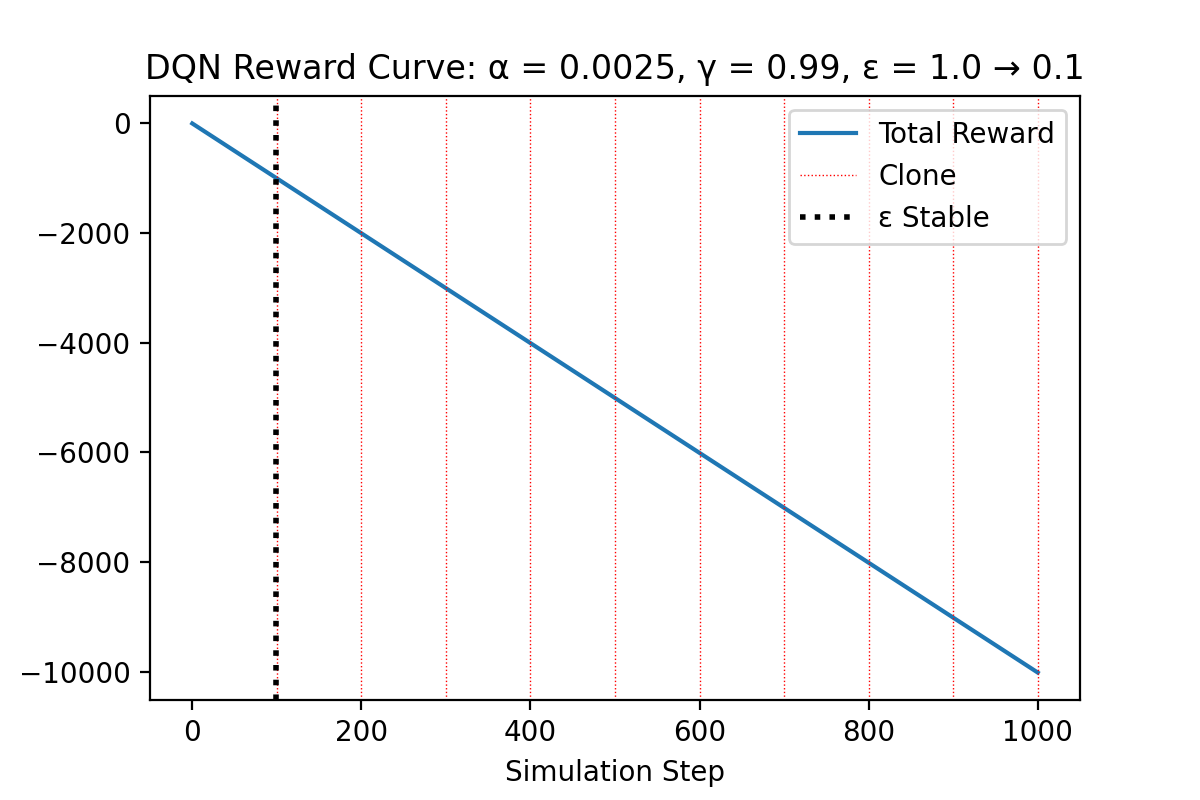 DQN Reward Curve: α = 0.0025, γ = 0.99, ε = 1.0 → 0.1
Total Reward
Clone
ε Stable
0
−2000
−4000
−6000
−8000
−10000
0 200 400 600 800 1000
Simulation Step